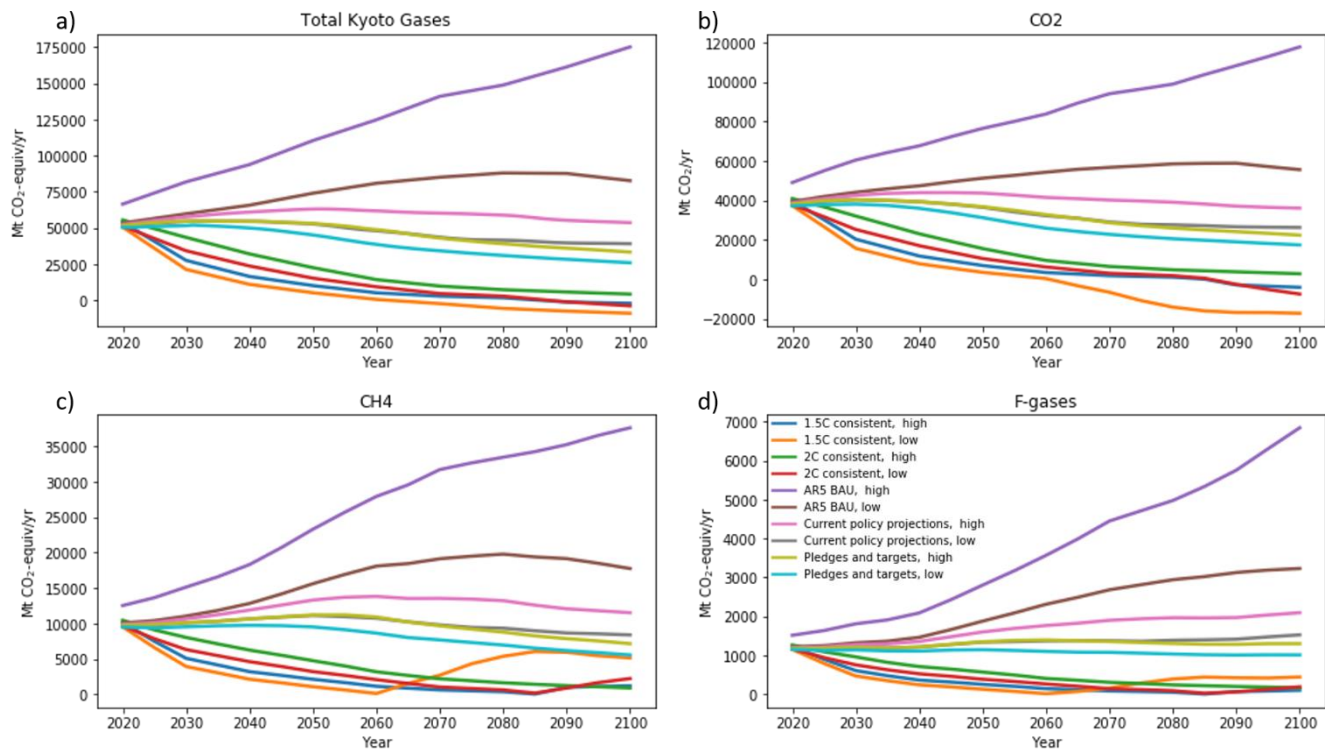 a) Total Kyoto Gases
175000
150000
125000
100000
75000
50000
25000
0
Mt CO₂-equiv/yr
2020 2030 2040 2050 2060 2070 2080 2090 2100
Year
b) CO2
120000
100000
80000
60000
40000
20000
0
−20000
Mt CO₂/yr
2020 2030 2040 2050 2060 2070 2080 2090 2100
Year
c) CH4
35000
30000
25000
20000
15000
10000
5000
0
Mt CO₂-equiv/yr
2020 2030 2040 2050 2060 2070 2080 2090 2100
Year
d) F-gases
7000
6000
5000
4000
3000
2000
1000
0
Mt CO₂-equiv/yr
1.5C consistent, high
1.5C consistent, low
2C consistent, high
2C consistent, low
AR5 BAU, high
AR5 BAU, low
Current policy projections, high
Current policy projections, low
Pledges and targets, high
Pledges and targets, low
2020 2030 2040 2050 2060 2070 2080 2090 2100
Year